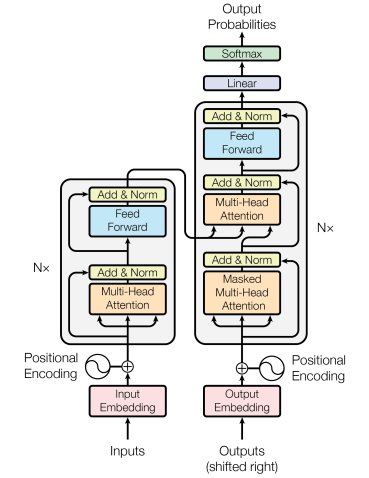 Output
Probabilities
Softmax
Linear
Add & Norm
Feed
Forward
Add & Norm
Multi-Head
Attention
Add & Norm
Masked
Multi-Head
Attention
N×
Add & Norm
Feed
Forward
Add & Norm
Multi-Head
Attention
N×
Positional
Encoding
Positional
Encoding
Input
Embedding
Output
Embedding
Inputs
Outputs
(shifted right)